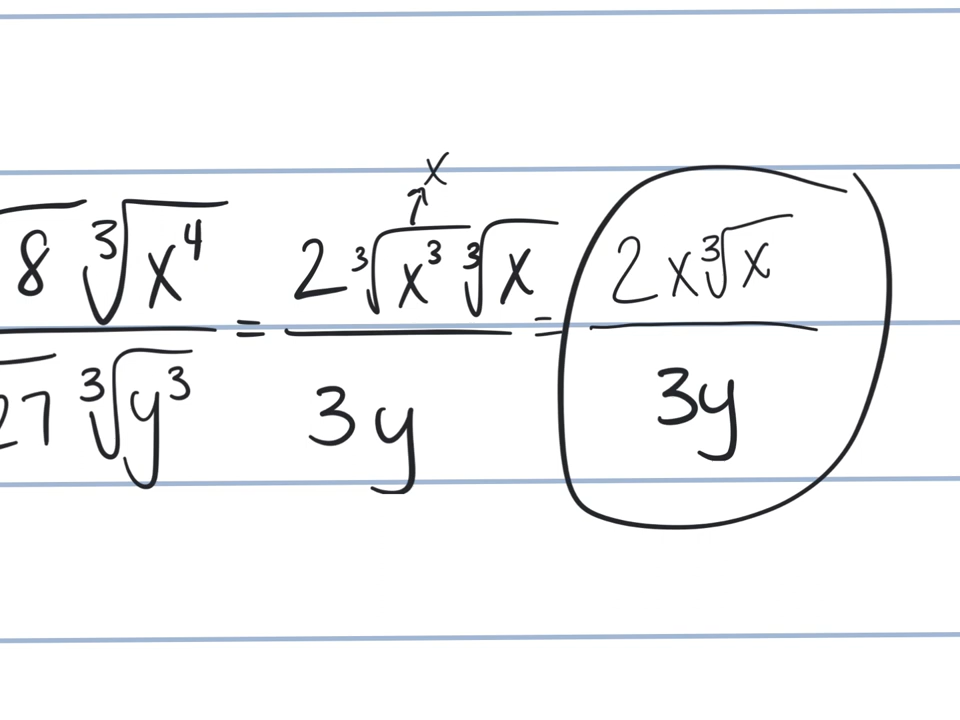 x
8 ∛x⁴ / 27 ∛y³ = 2 ∛x³ ∛x / 3y = 2x ∛x / 3y